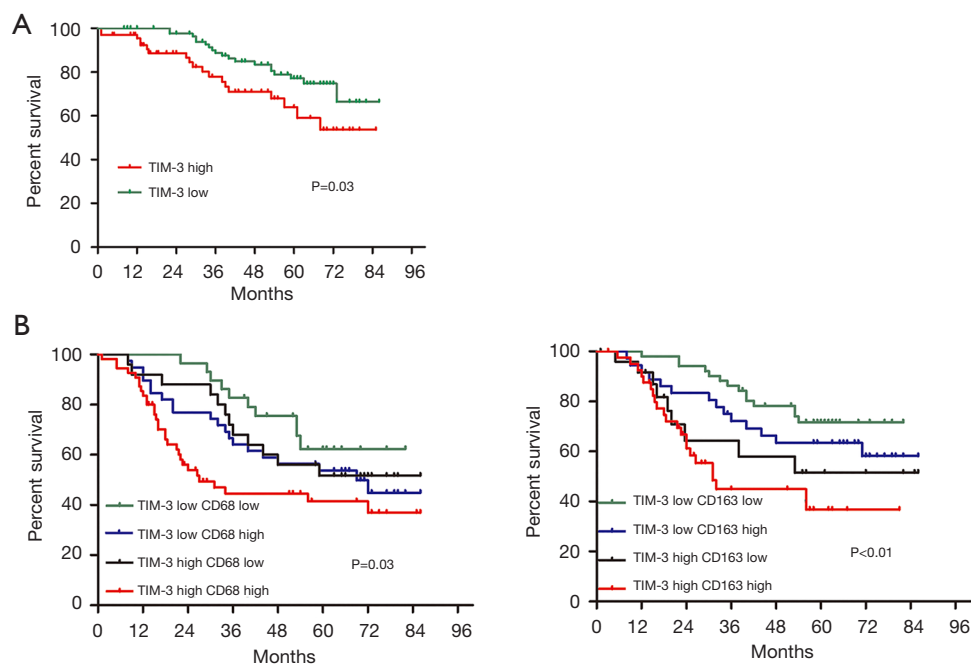 A
100
80
60
40
80
0
Percent survival
TIM-3 high
TIM-3 low
P=0.03
0 12 24 36 48 60 72 84 96
Months
B
100
80
60
40
80
0
Percent survival
TIM-3 low CD68 low
TIM-3 low CD68 high
TIM-3 high CD68 low
TIM-3 high CD68 high
P=0.03
0 12 24 36 48 60 72 84 96
Months
100
80
60
40
80
0
Percent survival
TIM-3 low CD163 low
TIM-3 low CD163 high
TIM-3 high CD163 low
TIM-3 high CD163 high
P<0.01
0 12 24 36 48 60 72 84 96
Months